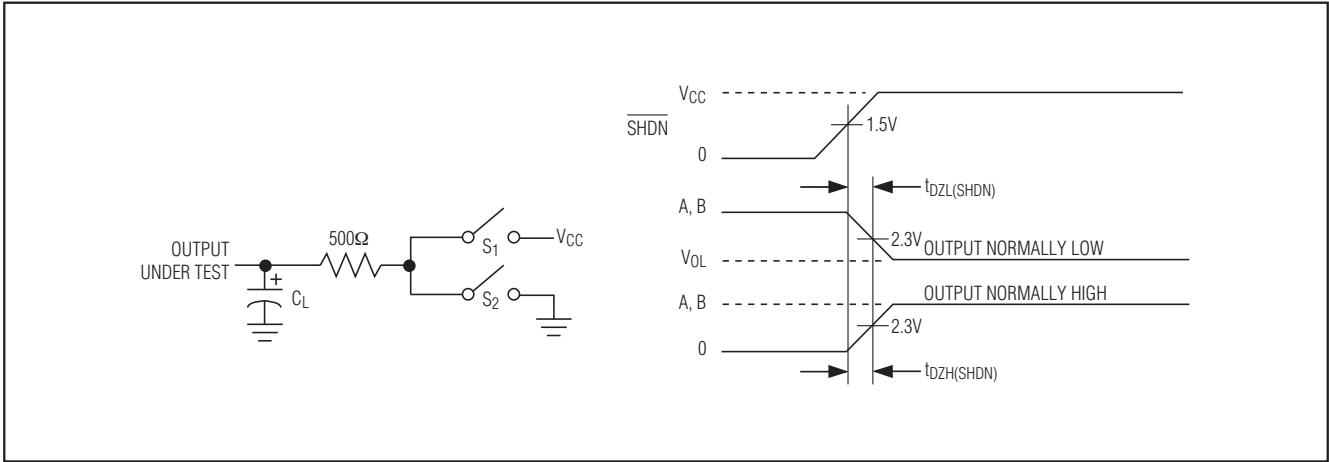 OUTPUT
UNDER TEST
+
CL
500Ω
S1
VCC
S2
VCC
SHDN
1.5V
0
tDZL(SHDN)
A, B
2.3V
OUTPUT NORMALLY LOW
VOL
A, B
OUTPUT NORMALLY HIGH
2.3V
0
tDZH(SHDN)